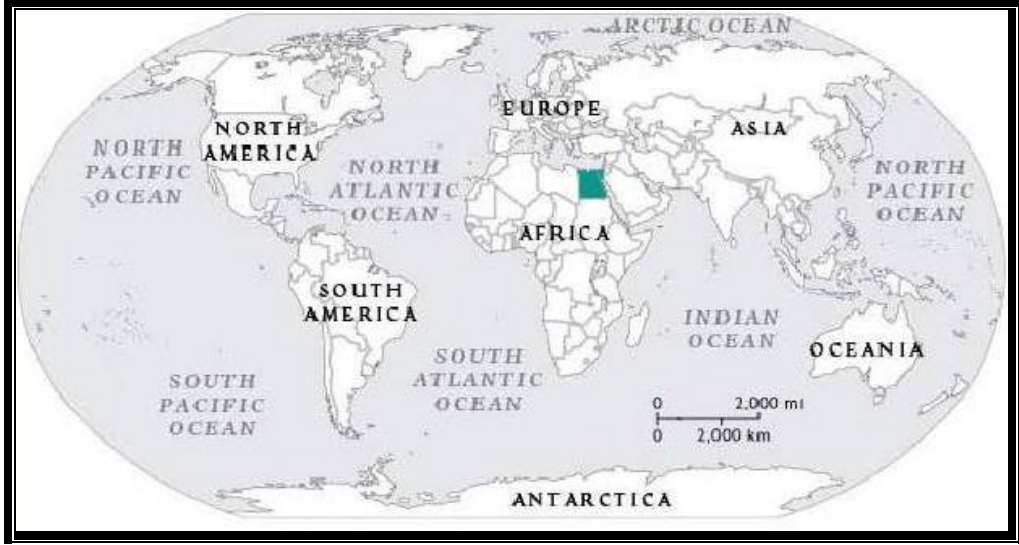 ARCTIC OCEAN
EUROPE
ASIA
NORTH
AMERICA
NORTH
PACIFIC
OCEAN
NORTH
ATLANTIC
OCEAN
NORTH
PACIFIC
OCEAN
AFRICA
SOUTH
AMERICA
INDIAN
OCEAN
OCEANIA
SOUTH
ATLANTIC
OCEAN
SOUTH
PACIFIC
OCEAN
0 2,000 mi
0 2,000 km
ANTARCTICA